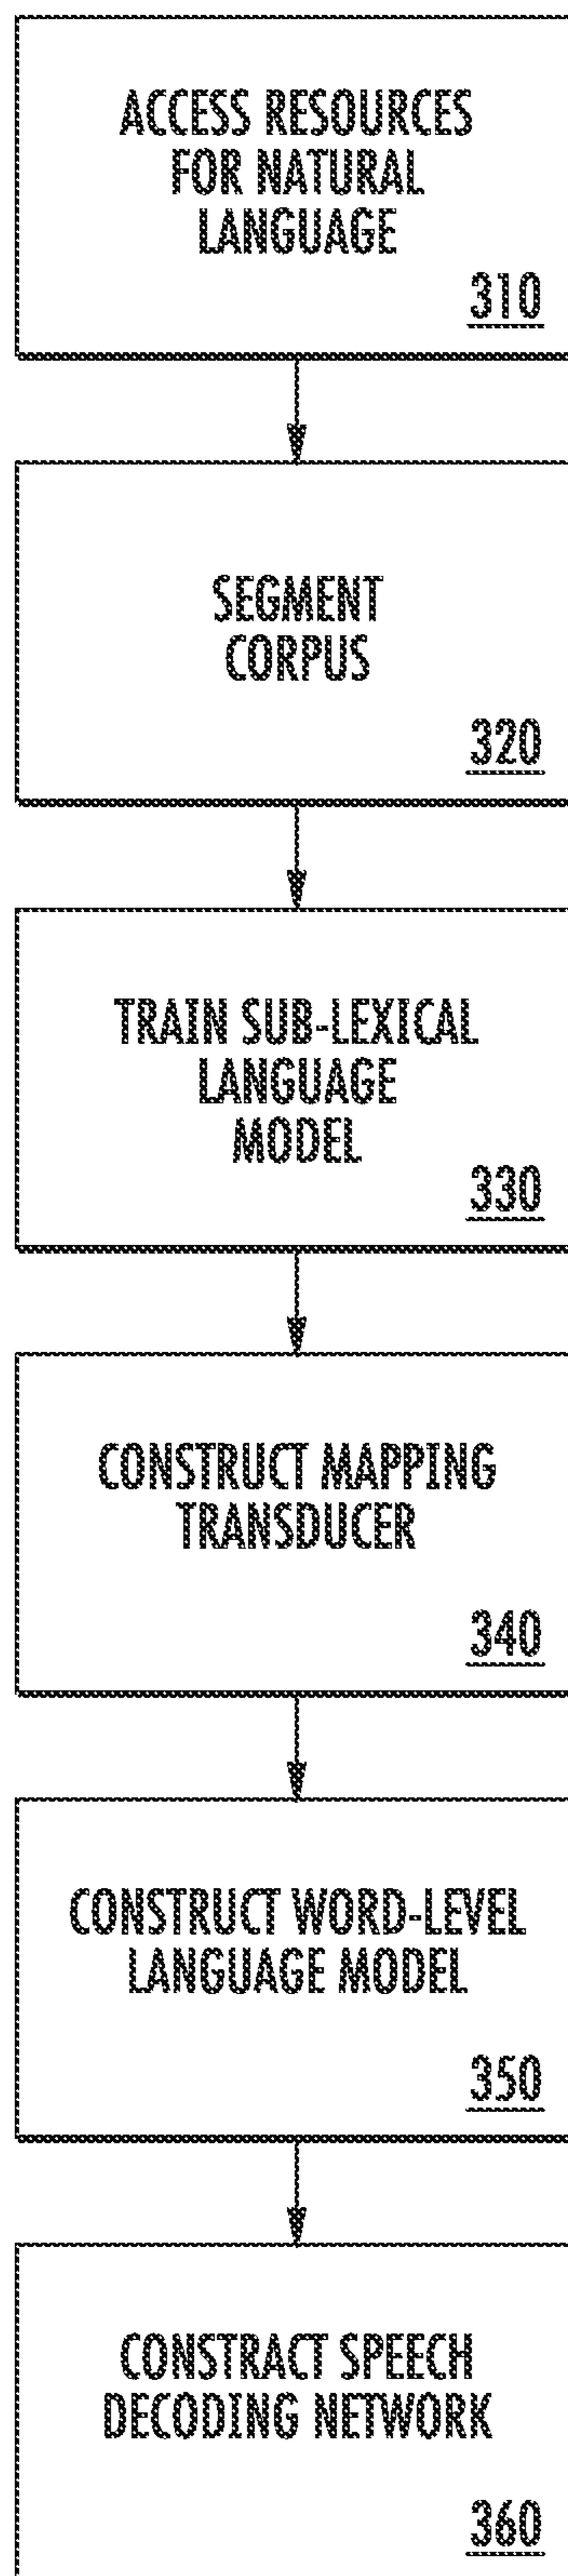 ACCESS RESOURCES
FOR NATURAL
LANGUAGE
310
SEGMENT
CORPUS
320
TRAIN SUB-LEXICAL
LANGUAGE
MODEL
330
CONSTRUCT MAPPING
TRANSDUCER
340
CONSTRUCT WORD-LEVEL
LANGUAGE MODEL
350
CONSTRACT SPEECH
DECODING NETWORK
360